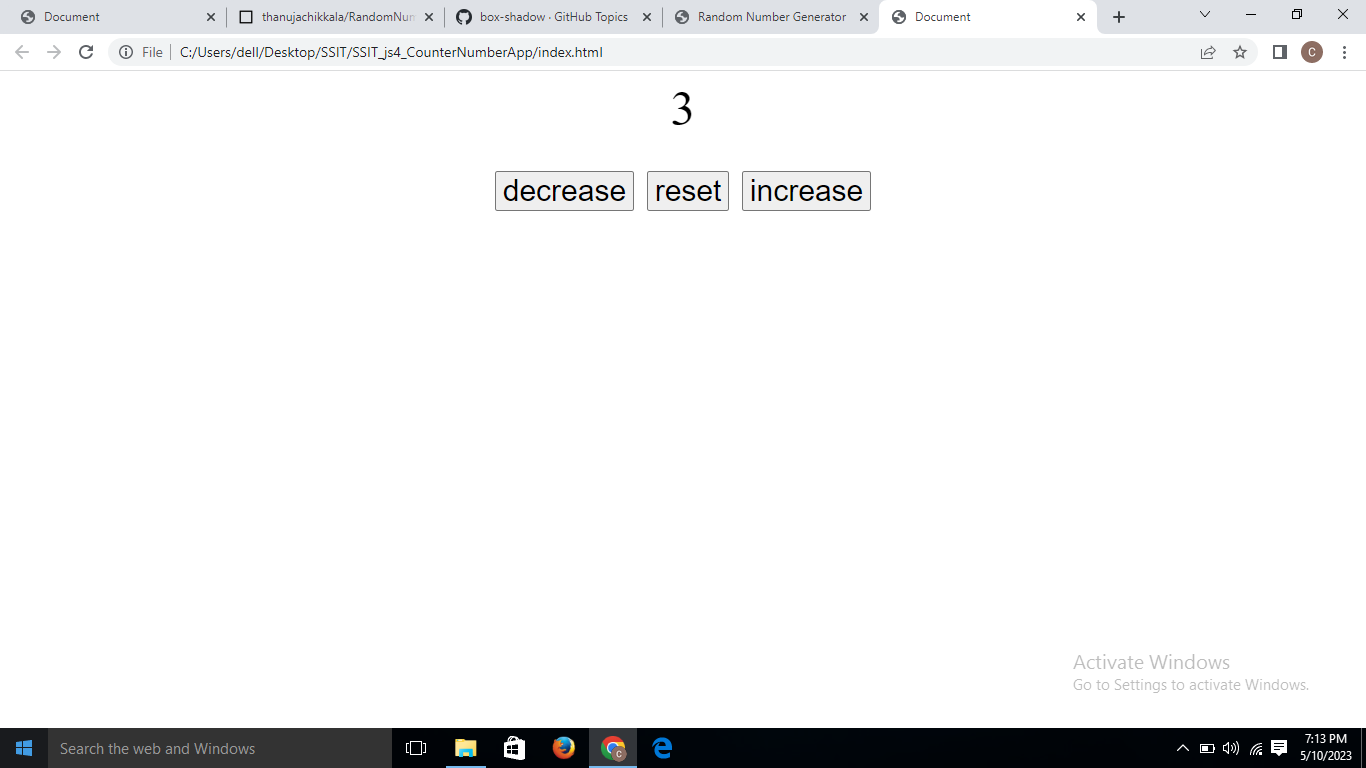 Document
thanujachikkala/RandomNum
box-shadow · GitHub Topics
Random Number Generator
Document
File
C:/Users/dell/Desktop/SSIT/SSIT_js4_CounterNumberApp/index.html
C
3
decrease reset increase
Activate Windows
Go to Settings to activate Windows.
Search the web and Windows
C
7:13 PM
5/10/2023